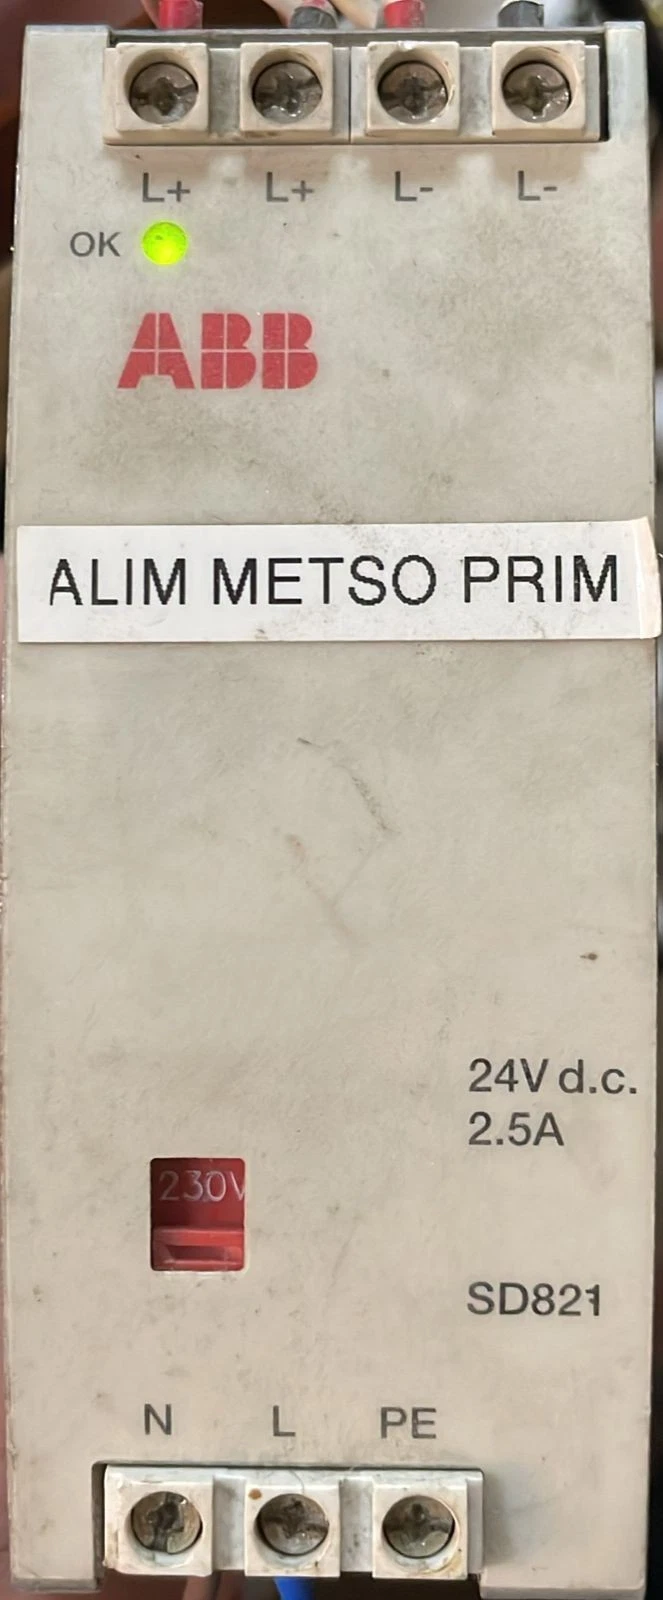 L+ L+ L- L-
OK
ABB
ALIM METSO PRIM
24V d.c.
2.5A
230V
SD821
N L PE